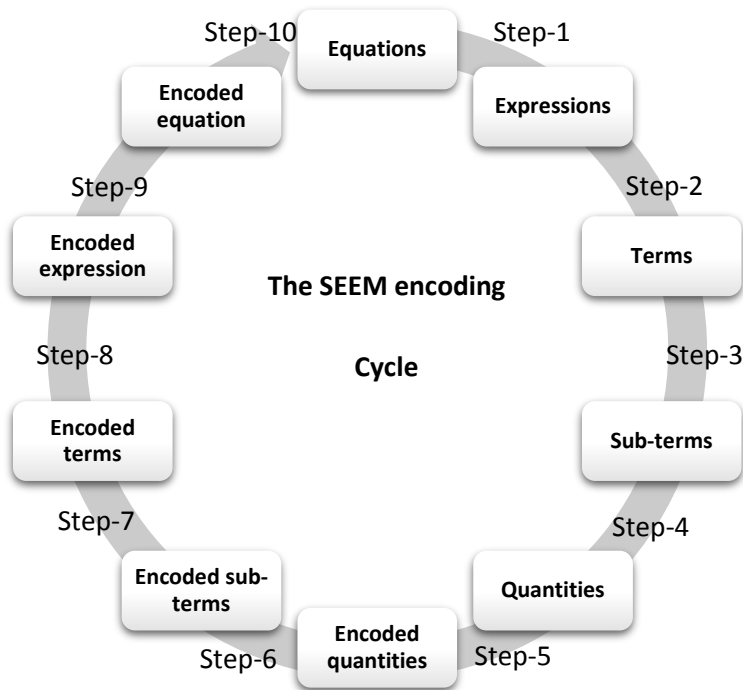 Step-10
Equations
Step-1
Encoded
equation
Expressions
Step-9
Step-2
Encoded
expression
Terms
The SEEM encoding
Cycle
Step-8
Step-3
Encoded
terms
Sub-terms
Step-7
Step-4
Encoded sub-
terms
Quantities
Encoded
quantities
Step-6
Step-5